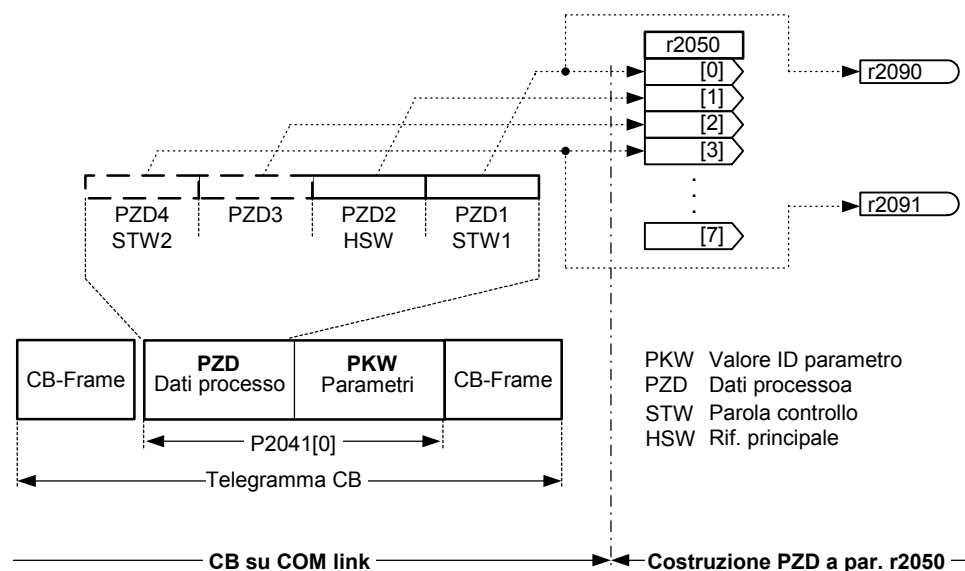 r2050
[0]
r2090
[1]
[2]
[3]
PZD4 PZD3 PZD2 PZD1
STW2 HSW STW1
r2091
[7]
CB-Frame PZD PKW CB-Frame
Dati processo Parametri
PKW Valore ID parametro
PZD Dati processoa
STW Parola controllo
HSW Rif. principale
P2041[0]
Telegramma CB
CB su COM link Costruzione PZD a par. r2050